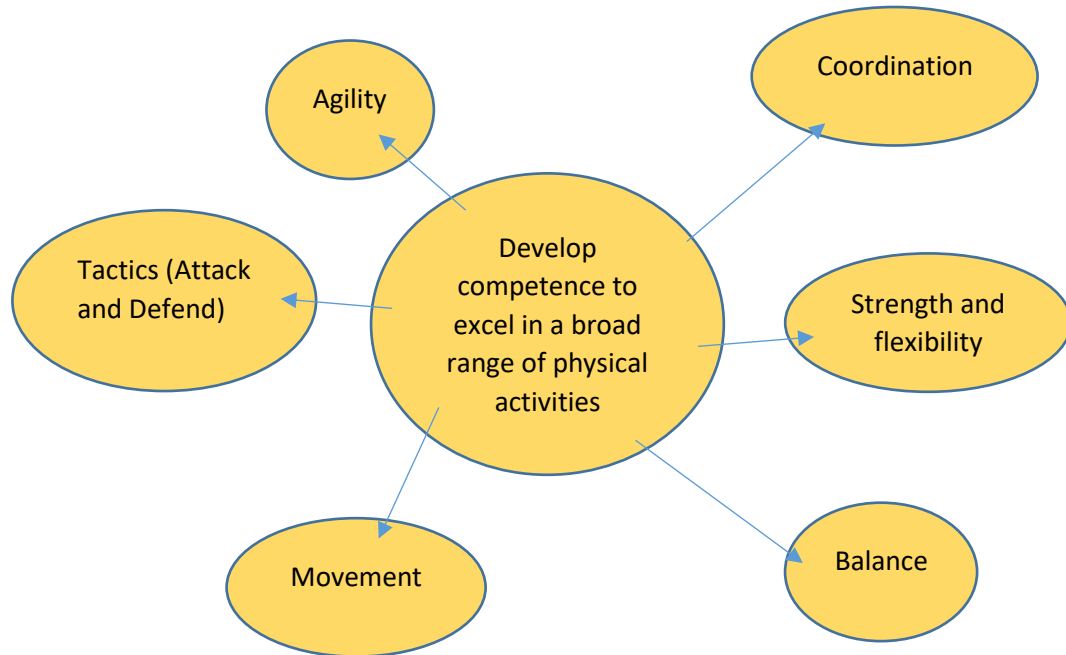 Coordination
Agility
Develop
competence to
excel in a broad
range of physical
activities
Tactics (Attack
and Defend)
Strength and
flexibility
Movement
Balance